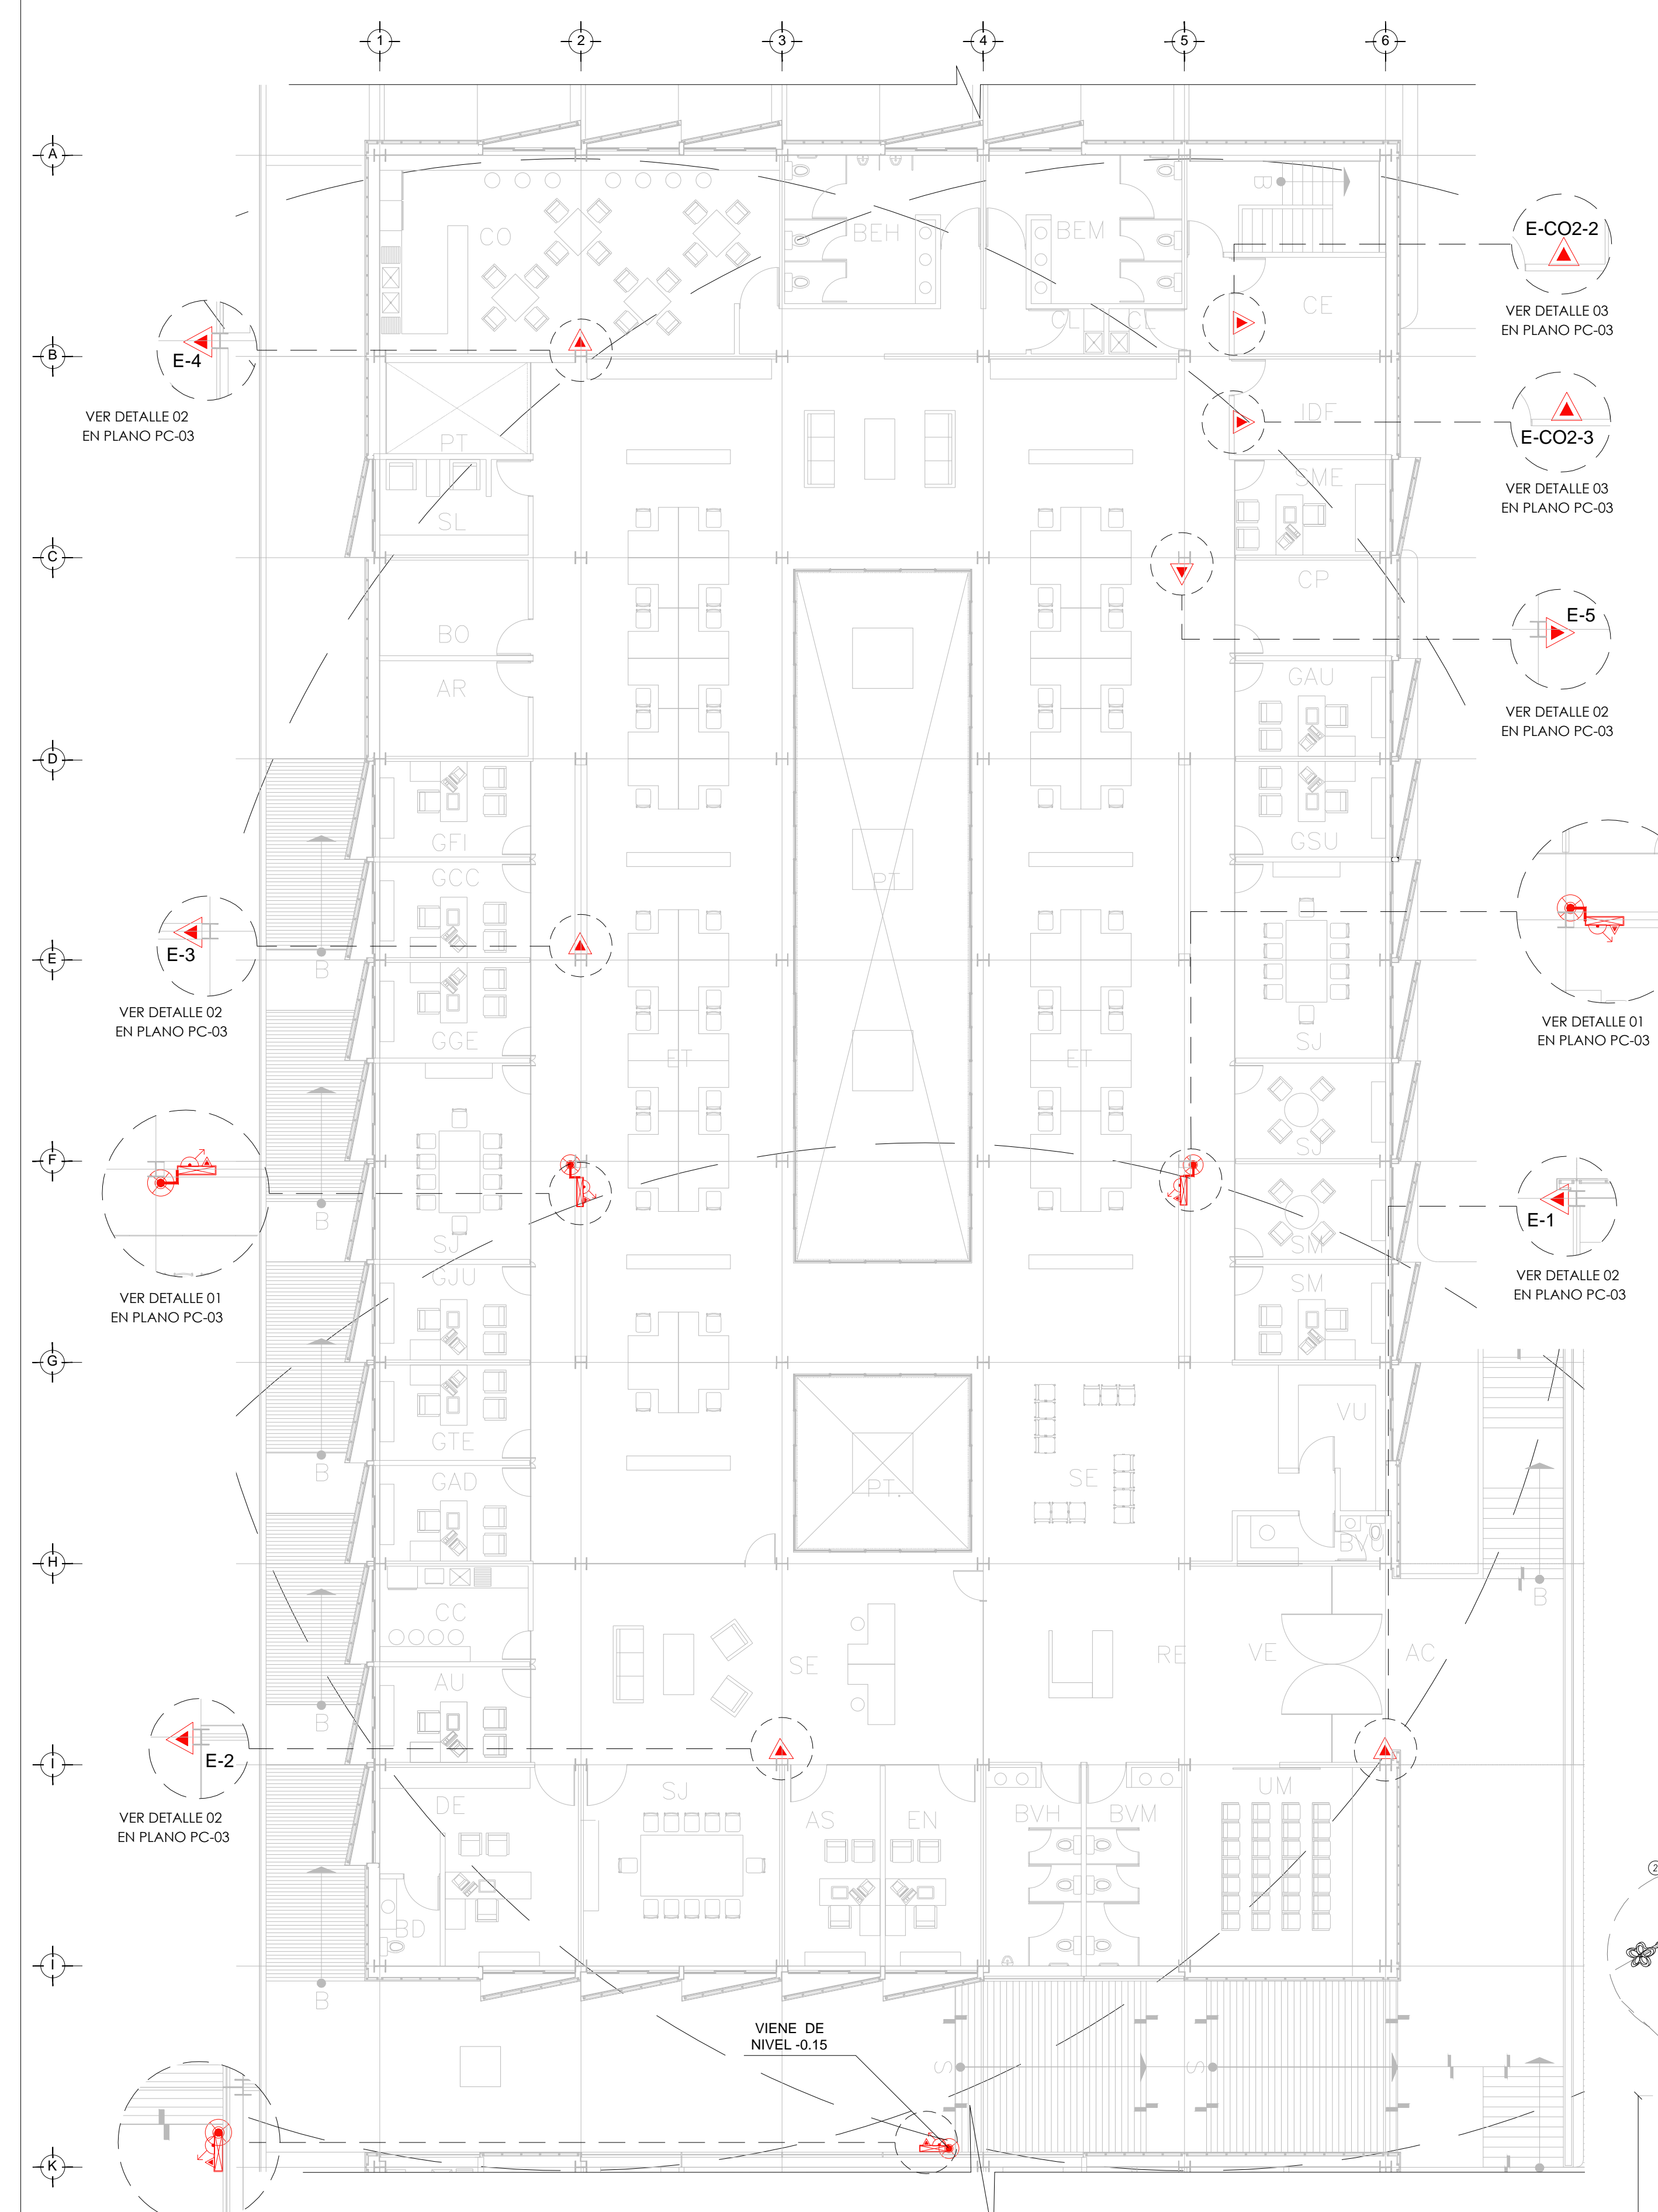 1 2 3 4 5 6
A
E-CO2-2
BEH BEM
CO
B
VER DETALLE 03
EN PLANO PC-03
CE
CL CL
B
E-4
VER DETALLE 02
EN PLANO PC-03
IDF
E-CO2-3
PT
SME
VER DETALLE 03
EN PLANO PC-03
SL
C
CP
E-5
BO
GAU
AR
VER DETALLE 02
EN PLANO PC-03
D
GFI
GSU
GCC
PT
E-3
E
B
VER DETALLE 02
EN PLANO PC-03
GGE
SJ
ET ET
VER DETALLE 01
EN PLANO PC-03
SJ
F
E-1
B
SJ
SM
GJU
SM
VER DETALLE 02
EN PLANO PC-03
VER DETALLE 01
EN PLANO PC-03
G
VU
GTE
B
GAD
SE
PT.
BVU
H
B
CC
SE
RE
VE
AC
AU
B
E-2
I
VER DETALLE 02
EN PLANO PC-03
DE
SJ
AS
EN
BVH
BVM
UM
2
BD
I
B
VIENE DE
NIVEL -0.15
S S
K